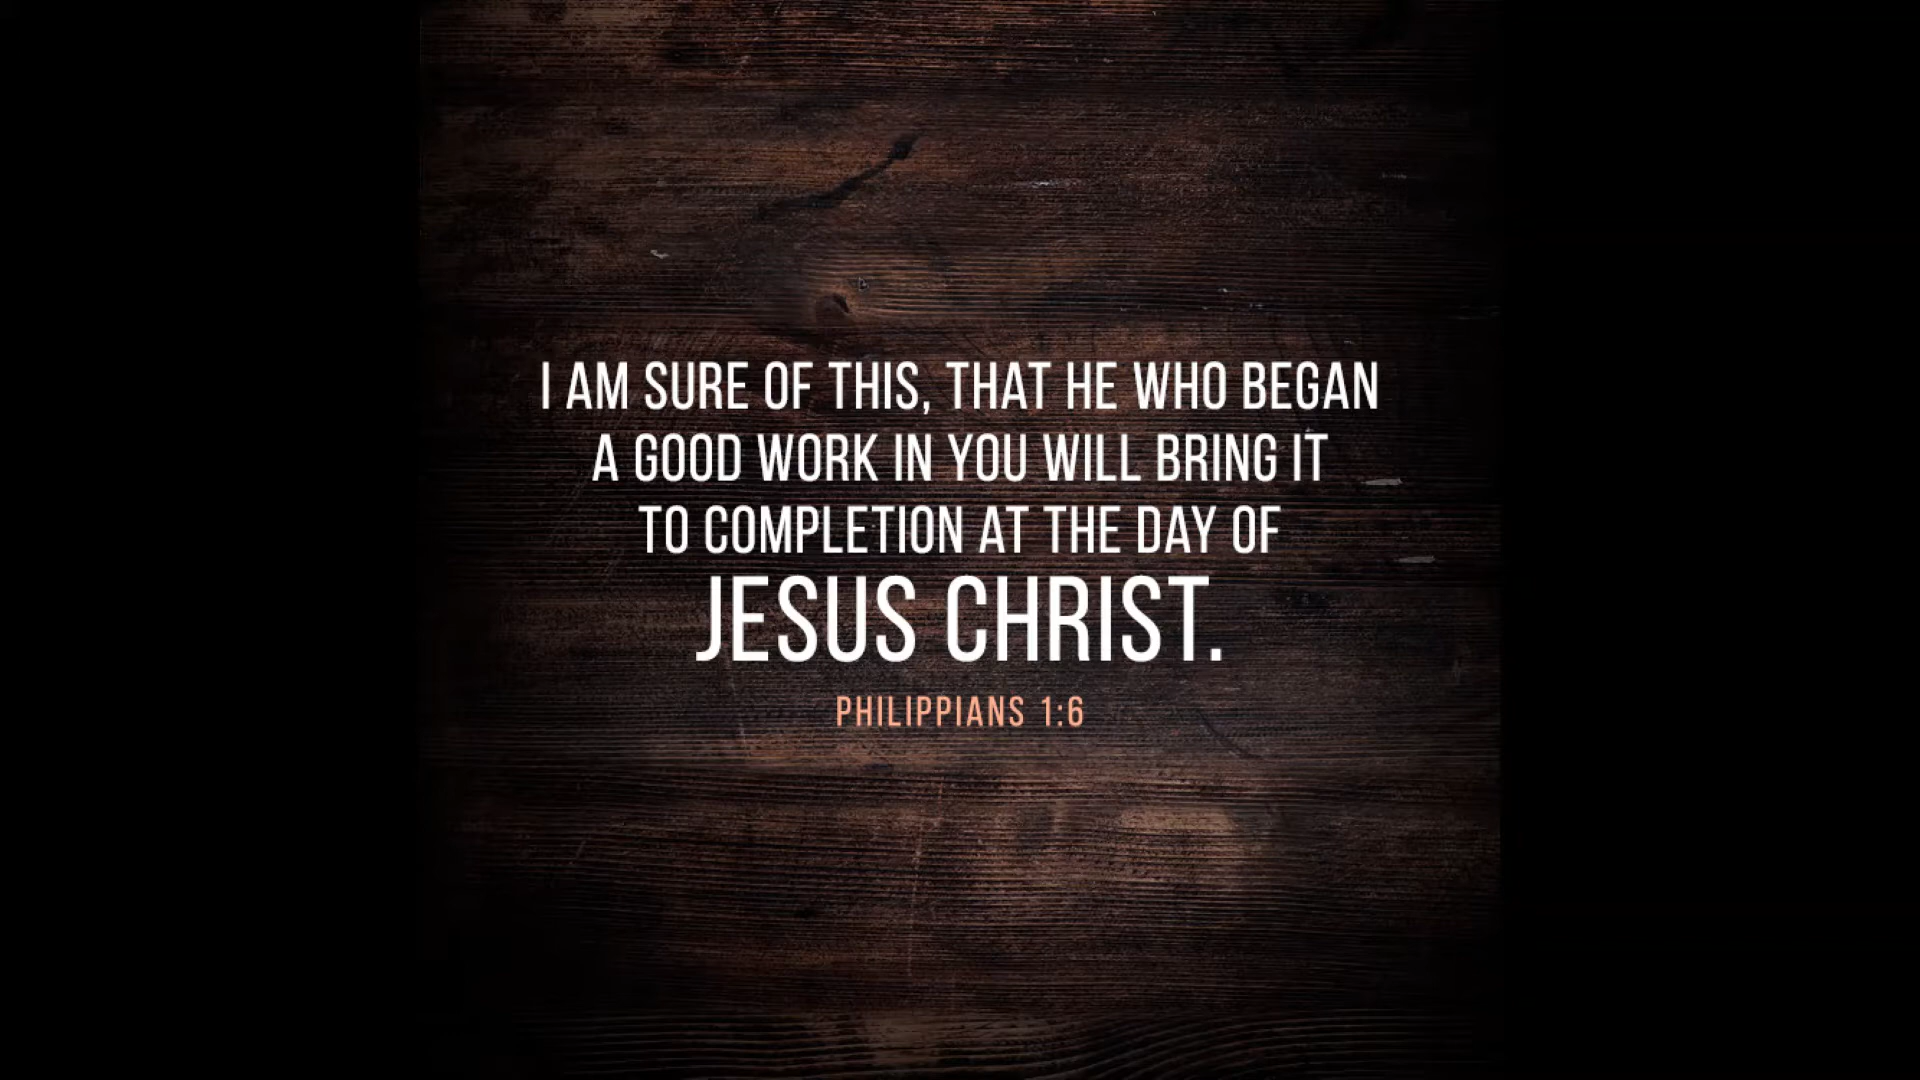 I AM SURE OF THIS, THAT HE WHO BEGAN
A GOOD WORK IN YOU WILL BRING IT
TO COMPLETION AT THE DAY OF
JESUS CHRIST.
PHILIPPIANS 1:6